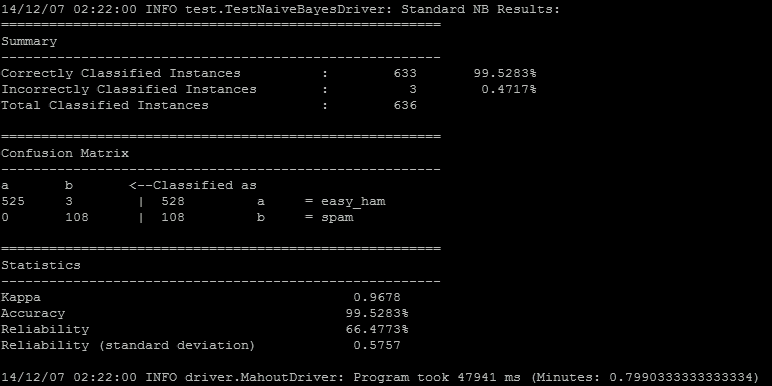 14/12/07 02:22:00 INFO test.TestNaiveBayesDriver: Standard NB Results:
=======================================================
Summary
-------------------------------------------------------
Correctly Classified Instances          :        633       99.5283%
Incorrectly Classified Instances        :          3        0.4717%
Total Classified Instances              :        636
=======================================================
Confusion Matrix
-------------------------------------------------------
a       b       <--Classified as
525     3        |  528         a     = easy_ham
0       108      |  108         b     = spam
=======================================================
Statistics
-------------------------------------------------------
Kappa                                       0.9678
Accuracy                                   99.5283%
Reliability                                66.4773%
Reliability (standard deviation)            0.5757
14/12/07 02:22:00 INFO driver.MahoutDriver: Program took 47941 ms (Minutes: 0.7990333333333334)